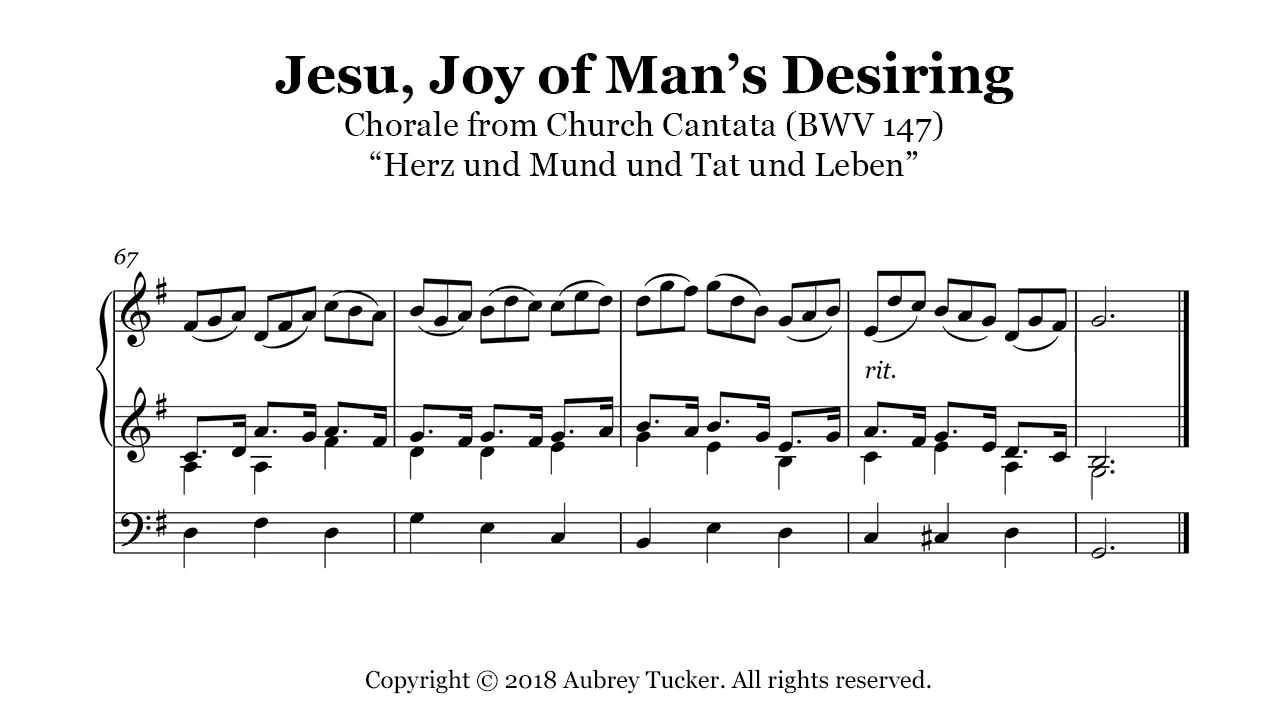 Jesu, Joy of Man’s Desiring
Chorale from Church Cantata (BWV 147)
“Herz und Mund und Tat und Leben”
67
rit.
Copyright © 2018 Aubrey Tucker. All rights reserved.